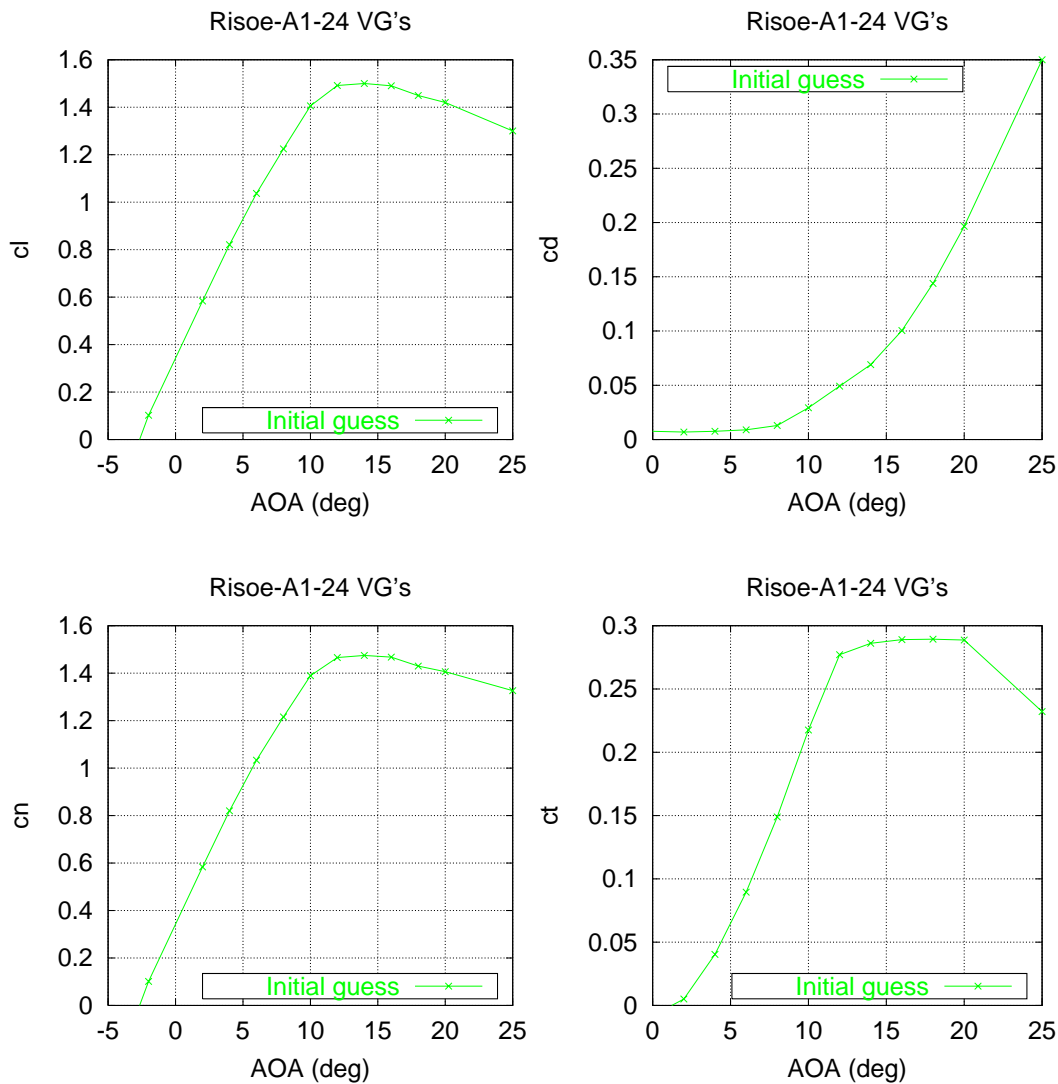 Risoe-A1-24 VG's
1.6
1.4
1.2
1
0.8
0.6
0.4
0.2
0
cl
Initial guess
-5 0 5 10 15 20 25
AOA (deg)
Risoe-A1-24 VG's
0.35
0.3
0.25
0.2
0.15
0.1
0.05
0
cd
Initial guess
0 5 10 15 20 25
AOA (deg)
Risoe-A1-24 VG's
1.6
1.4
1.2
1
0.8
0.6
0.4
0.2
0
cn
Initial guess
-5 0 5 10 15 20 25
AOA (deg)
Risoe-A1-24 VG's
0.3
0.25
0.2
0.15
0.1
0.05
0
ct
Initial guess
0 5 10 15 20 25
AOA (deg)